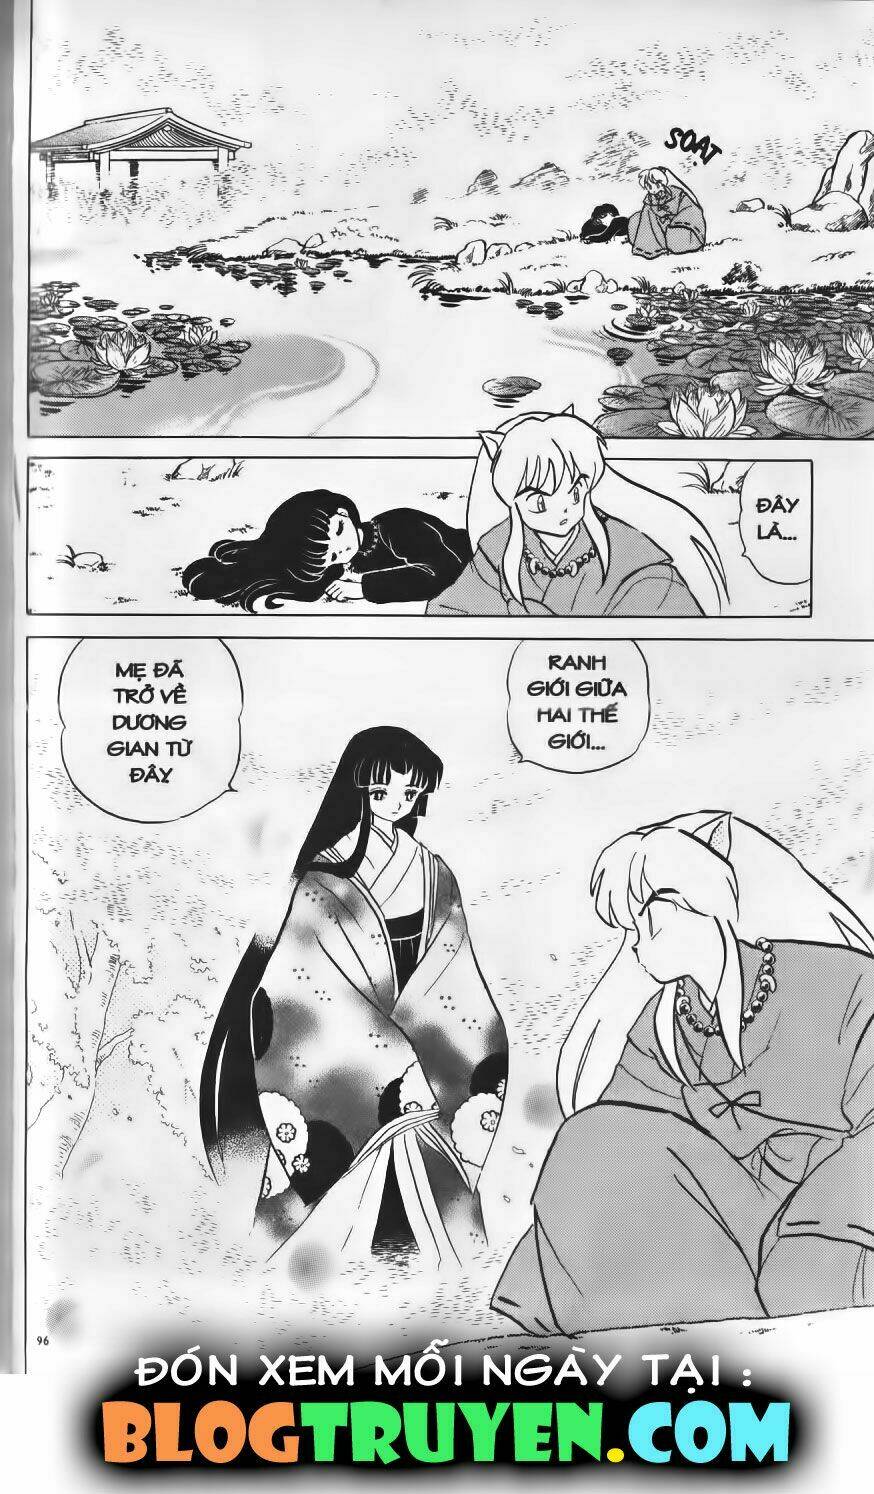 SOẠT
ĐÂY
LÀ...
RANH
GIỚI GIỮA
HAI THẾ
GIỚI...
MẸ ĐÃ
TRỞ VỀ
DƯƠNG
GIAN TỪ
ĐÂY.
96
ĐÓN XEM MỖI NGÀY TẠI :
BLOGTRUYEN.COM